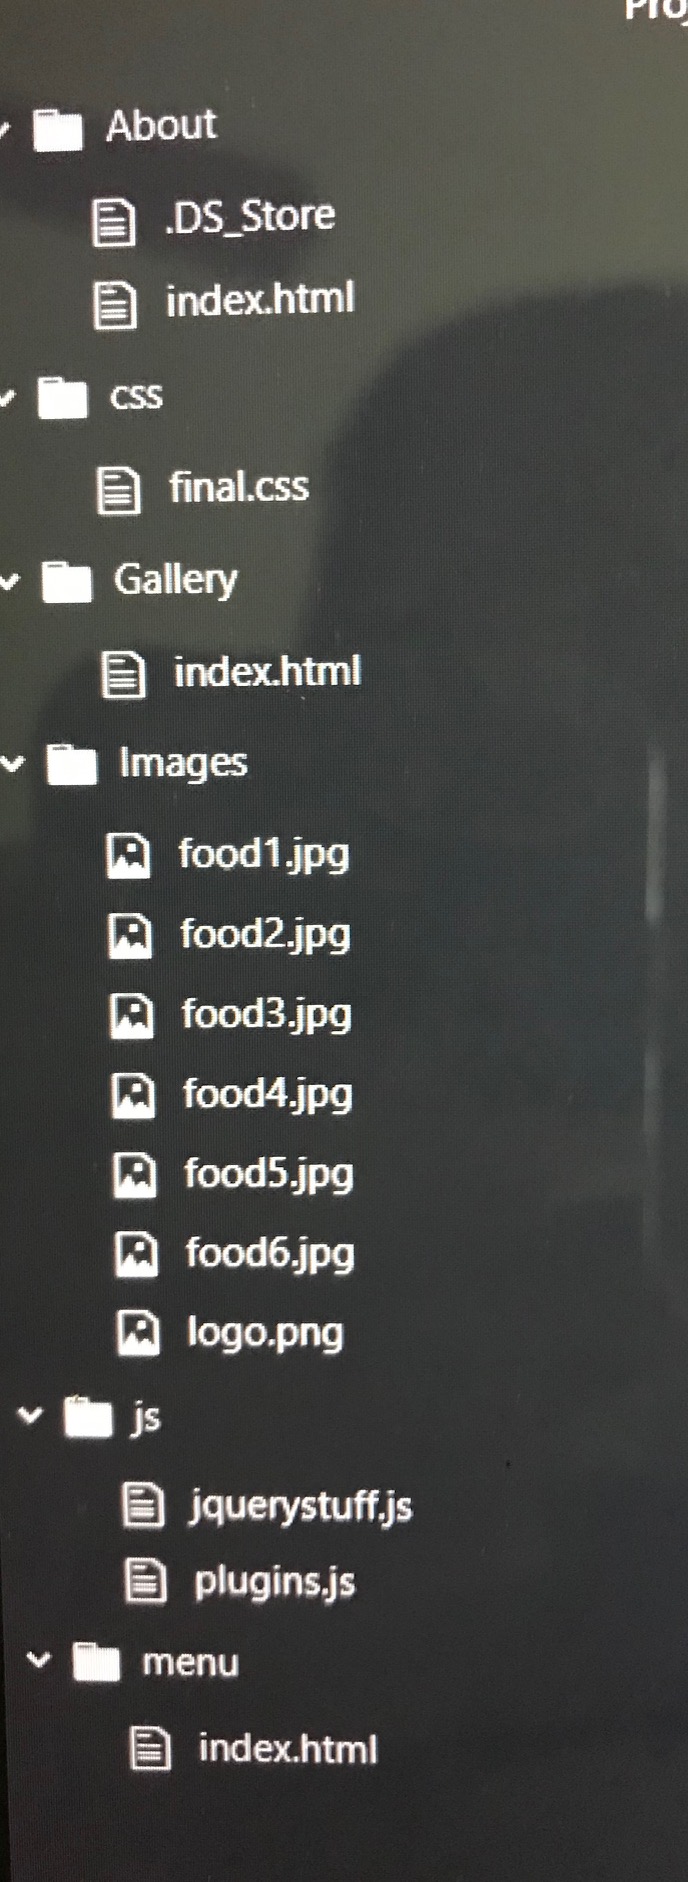 About
.DS_Store
index.html
css
final.css
Gallery
index.html
Images
food1.jpg
food2.jpg
food3.jpg
food4.jpg
food5.jpg
food6.jpg
logo.png
js
jquerystuff.js
plugins.js
menu
index.html